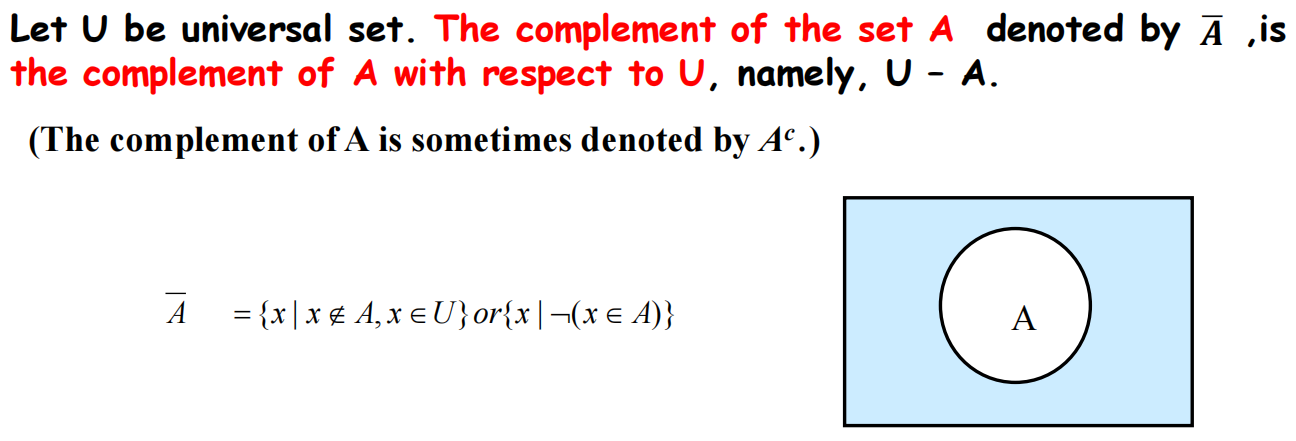 Let U be universal set. The complement of the set A denoted by A̅ ,is
the complement of A with respect to U, namely, U – A.
(The complement of A is sometimes denoted by Aᶜ.)
A̅ = {x | x ∉ A, x ∈ U} or {x | ¬(x ∈ A)}
A